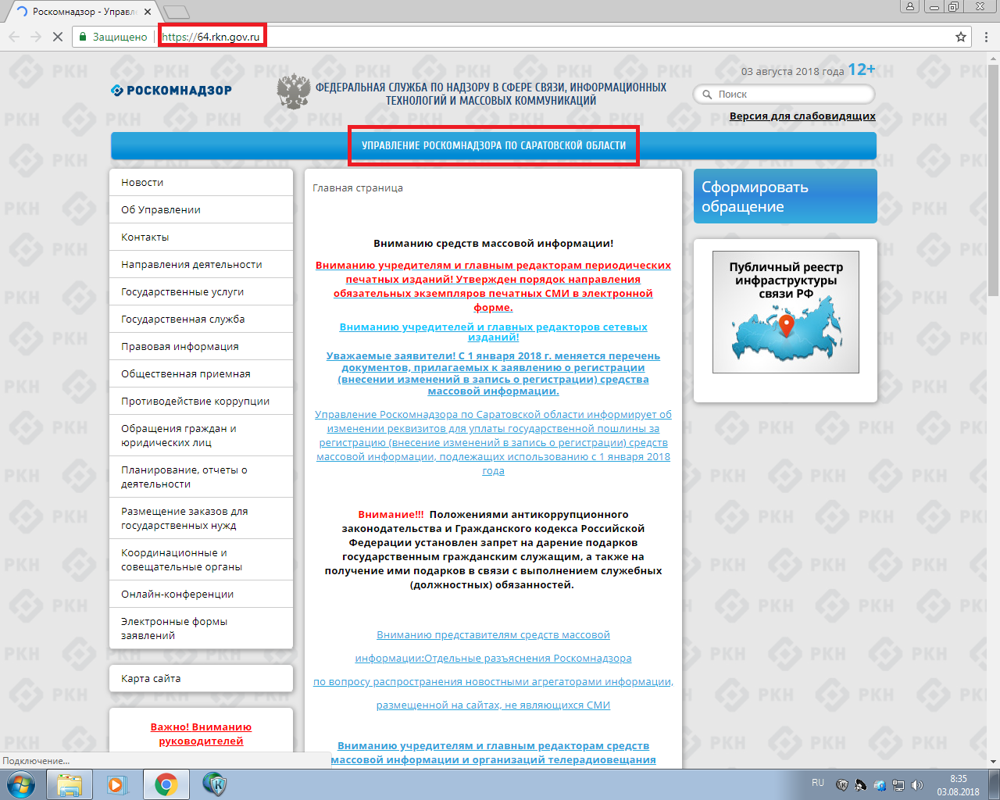 Роскомнадзор - Управл
Защищено
https://64.rkn.gov.ru
РОСКОМНАДЗОР
ФЕДЕРАЛЬНАЯ СЛУЖБА ПО НАДЗОРУ В СФЕРЕ СВЯЗИ, ИНФОРМАЦИОННЫХ
ТЕХНОЛОГИЙ И МАССОВЫХ КОММУНИКАЦИЙ
03 августа 2018 года 12+
Поиск
Версия для слабовидящих
УПРАВЛЕНИЕ РОСКОМНАДЗОРА ПО САРАТОВСКОЙ ОБЛАСТИ
Новости
Об Управлении
Контакты
Направления деятельности
Государственные услуги
Государственная служба
Правовая информация
Общественная приемная
Противодействие коррупции
Обращения граждан и
юридических лиц
Планирование, отчеты о
деятельности
Размещение заказов для
государственных нужд
Координационные и
совещательные органы
Онлайн-конференции
Электронные формы
заявлений
Карта сайта
Важно! Вниманию
руководителей
Главная страница
Вниманию средств массовой информации!
Вниманию учредителям и главным редакторам периодических
печатных изданий! Утвержден порядок направления
обязательных экземпляров печатных СМИ в электронной
форме.
Вниманию учредителей и главных редакторов сетевых
изданий!
Уважаемые заявители! С 1 января 2018 г. меняется перечень
документов, прилагаемых к заявлению о регистрации
(внесении изменений в запись о регистрации) средства
массовой информации.
Управление Роскомнадзора по Саратовской области информирует об
изменении реквизитов для уплаты государственной пошлины за
регистрацию (внесение изменений в запись о регистрации) средств
массовой информации, подлежащих использованию с 1 января 2018
года
Внимание!!! Положениями антикоррупционного
законодательства и Гражданского кодекса Российской
Федерации установлен запрет на дарение подарков
государственным гражданским служащим, а также на
получение ими подарков в связи с выполнением служебных
(должностных) обязанностей.
Вниманию представителям средств массовой
информации:Отдельные разъяснения Роскомнадзора
по вопросу распространения новостными агрегаторами информации,
размещенной на сайтах, не являющихся СМИ
Вниманию учредителям и главным редакторам средств
массовой информации и организаций телерадиовещания
Сформировать
обращение
Публичный реестр
инфраструктуры
связи РФ
Подключение...
RU
8:35
03.08.2018